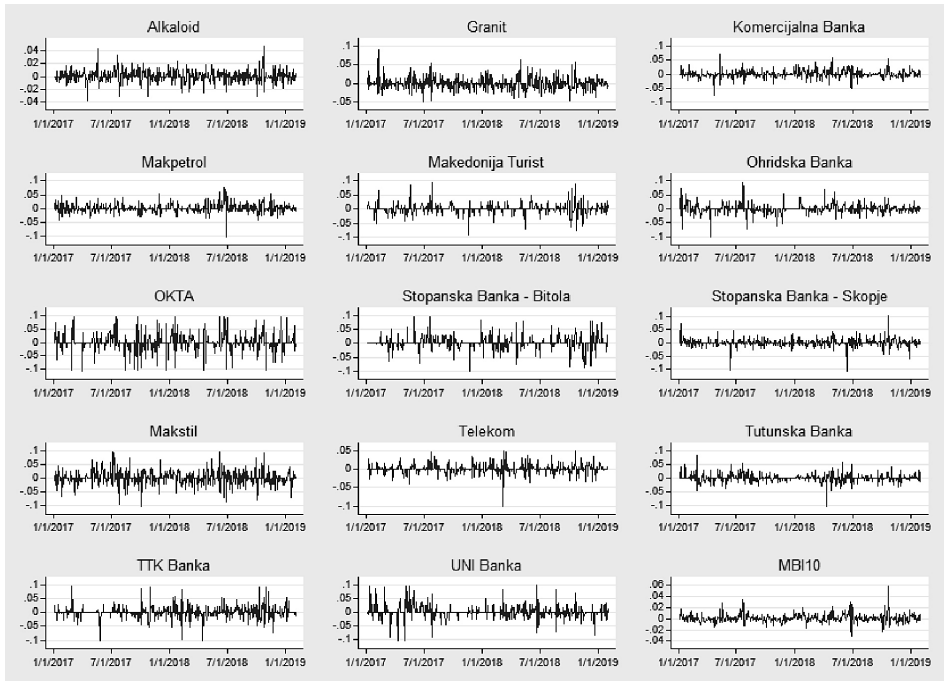 Alkaloid
.04
.02
0
-.02
-.04
1/1/2017 7/1/2017 1/1/2018 7/1/2018 1/1/2019
Granit
.1
.05
0
-.05
1/1/2017 7/1/2017 1/1/2018 7/1/2018 1/1/2019
Komercijalna Banka
.1
.05
0
-.05
-.1
1/1/2017 7/1/2017 1/1/2018 7/1/2018 1/1/2019
Makpetrol
.1
.05
0
-.05
-.1
1/1/2017 7/1/2017 1/1/2018 7/1/2018 1/1/2019
Makedonija Turist
.1
.05
0
-.05
-.1
1/1/2017 7/1/2017 1/1/2018 7/1/2018 1/1/2019
Ohridska Banka
.1
.05
0
-.05
-.1
1/1/2017 7/1/2017 1/1/2018 7/1/2018 1/1/2019
OKTA
.1
.05
0
-.05
-.1
1/1/2017 7/1/2017 1/1/2018 7/1/2018 1/1/2019
Stopanska Banka - Bitola
.1
.05
0
-.05
-.1
1/1/2017 7/1/2017 1/1/2018 7/1/2018 1/1/2019
Stopanska Banka - Skopje
.1
.05
0
-.05
-.1
1/1/2017 7/1/2017 1/1/2018 7/1/2018 1/1/2019
Makstil
.1
.05
0
-.05
-.1
1/1/2017 7/1/2017 1/1/2018 7/1/2018 1/1/2019
Telekom
.05
0
-.05
-.1
1/1/2017 7/1/2017 1/1/2018 7/1/2018 1/1/2019
Tutunska Banka
.1
.05
0
-.05
-.1
1/1/2017 7/1/2017 1/1/2018 7/1/2018 1/1/2019
TTK Banka
.1
.05
0
-.05
-.1
1/1/2017 7/1/2017 1/1/2018 7/1/2018 1/1/2019
UNI Banka
.1
.05
0
-.05
-.1
1/1/2017 7/1/2017 1/1/2018 7/1/2018 1/1/2019
MBI10
.06
.04
.02
0
-.02
-.04
1/1/2017 7/1/2017 1/1/2018 7/1/2018 1/1/2019